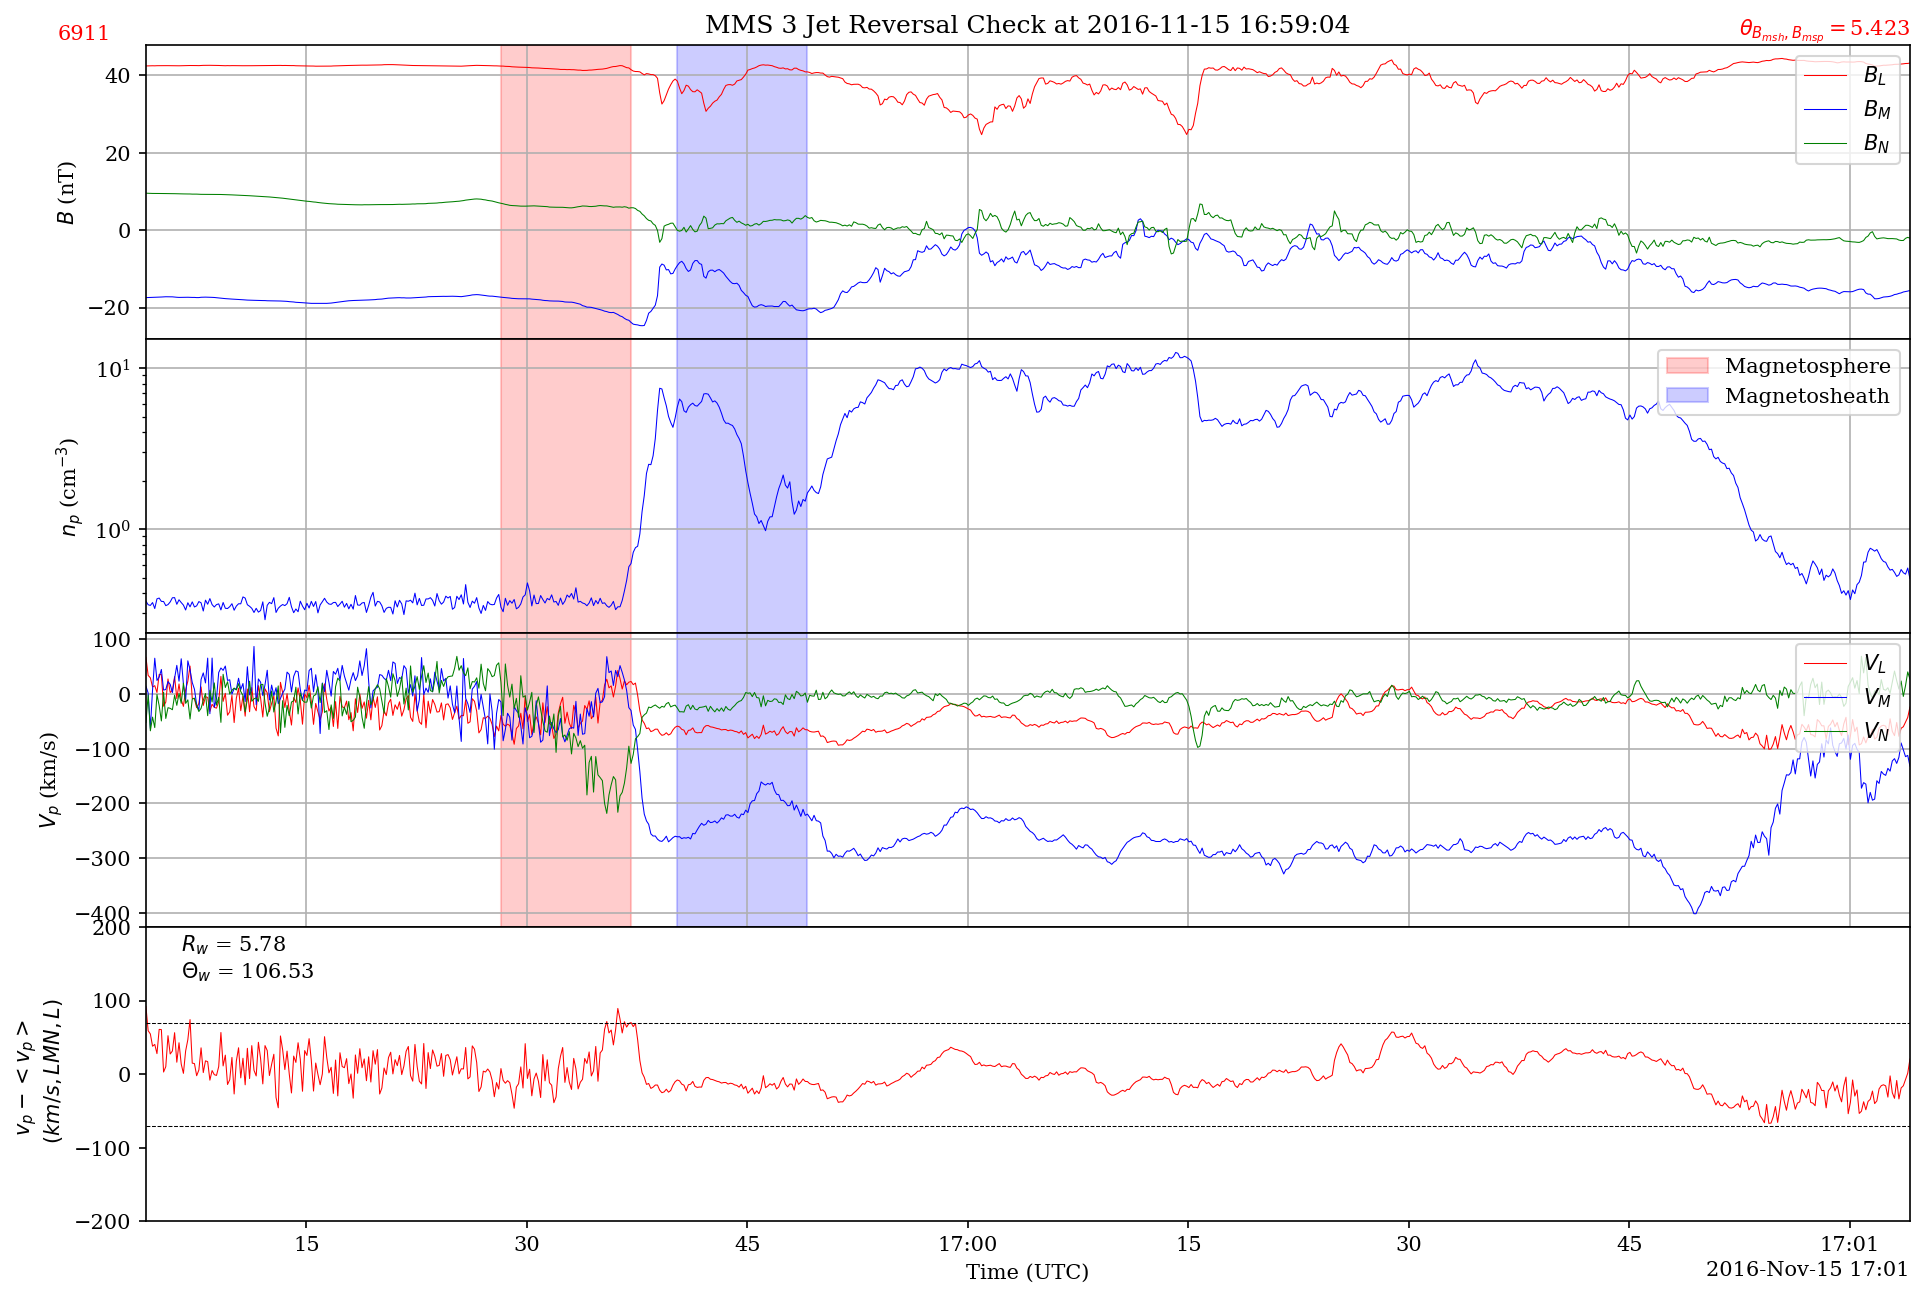 MMS 3 Jet Reversal Check at 2016-11-15 16:59:04
6911
θ_{B_{msh}, B_{msp}} = 5.423
40
20
0
−20
B (nT)
B_L
B_M
B_N
10^1
10^0
n_p (cm^{−3})
Magnetosphere
Magnetosheath
100
0
−100
−200
−300
−400
V_p (km/s)
V_L
V_M
V_N
200
100
0
−100
−200
v_p − < v_p >
(km/s, LMN, L)
R_w = 5.78
Θ_w = 106.53
15 30 45 17:00 15 30 45 17:01
Time (UTC)
2016-Nov-15 17:01